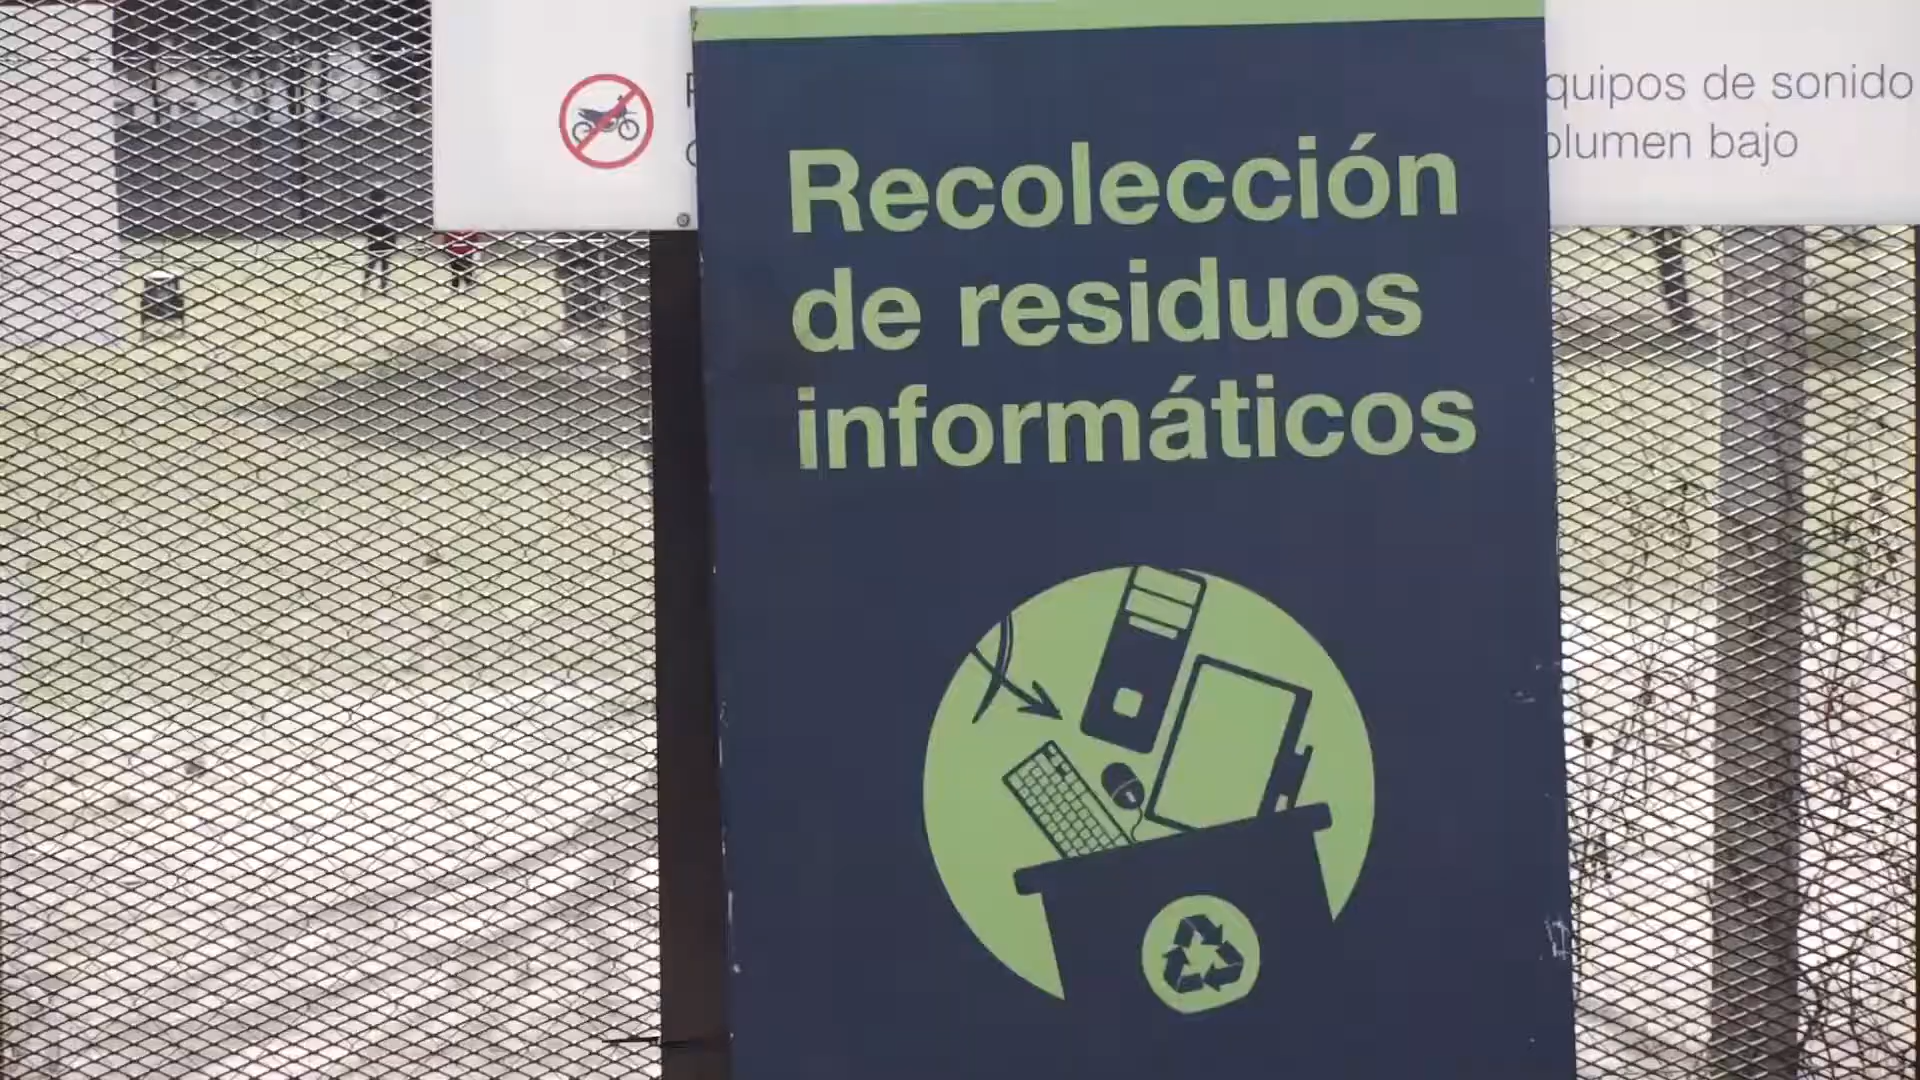 Recolección
de residuos
informáticos
quipos de sonido
olumen bajo